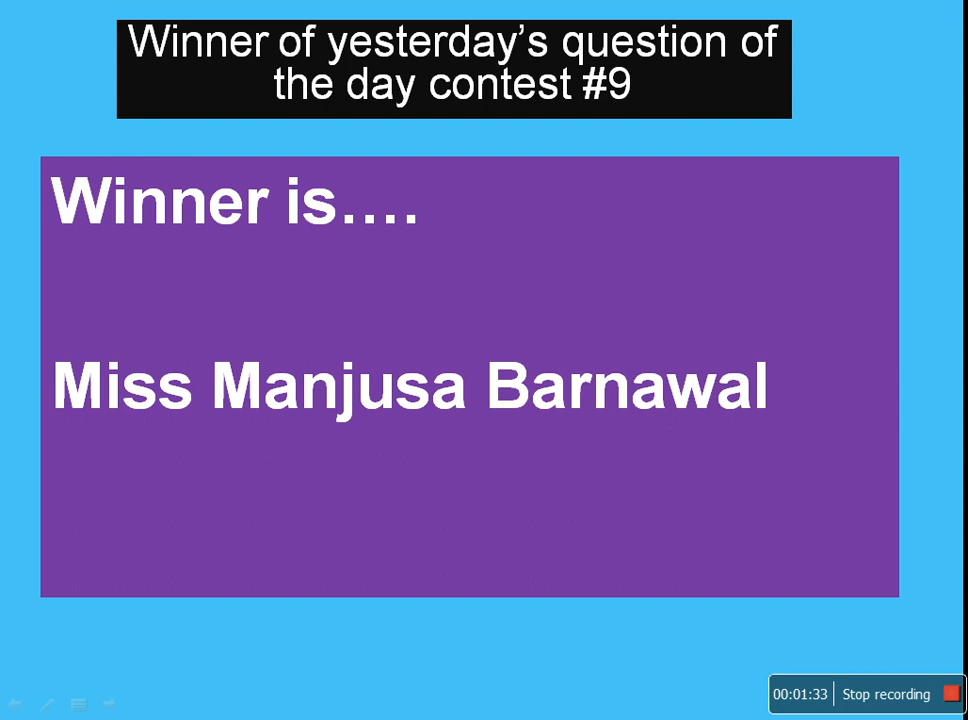 Winner of yesterday’s question of
the day contest #9
Winner is....
Miss Manjusa Barnawal
00:01:33 Stop recording